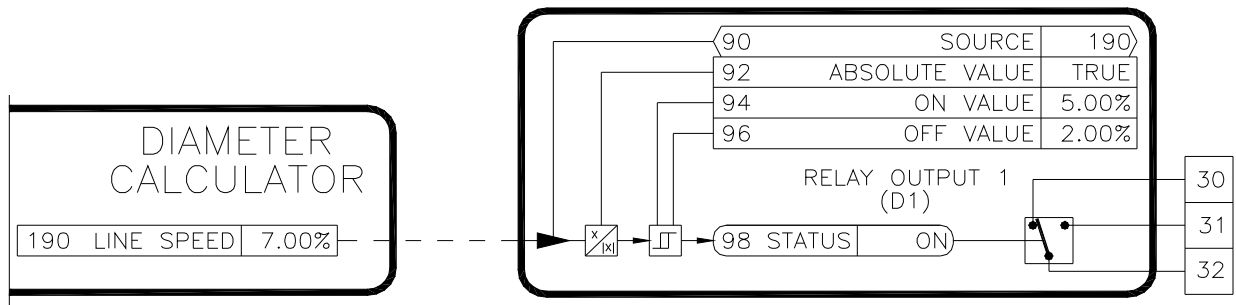 90 SOURCE 190
92 ABSOLUTE VALUE TRUE
94 ON VALUE 5.00%
96 OFF VALUE 2.00%
DIAMETER
CALCULATOR
190 LINE SPEED 7.00%
RELAY OUTPUT 1
(D1)
x
|x|
98 STATUS ON
30
31
32